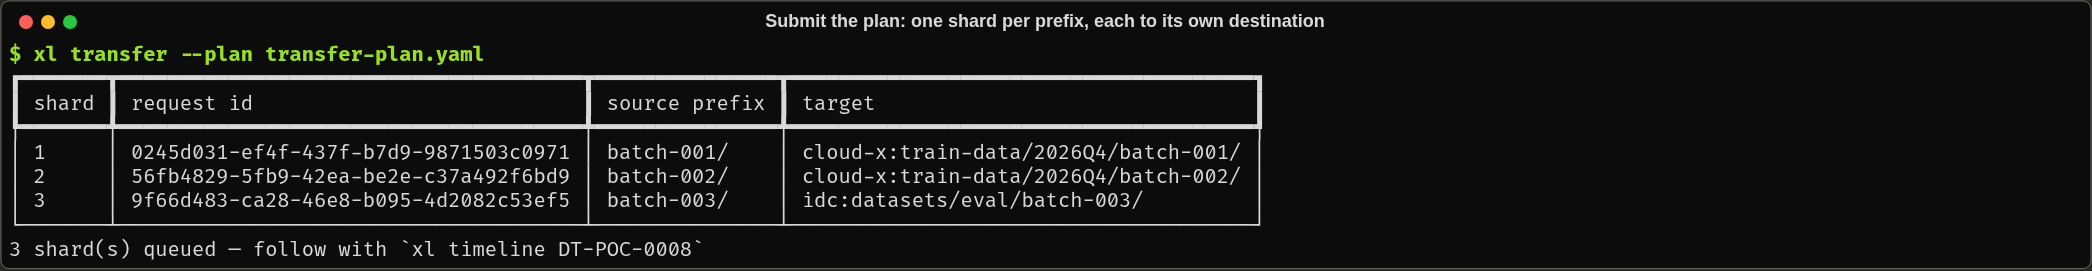 Submit the plan: one shard per prefix, each to its own destination
$ xl transfer --plan transfer-plan.yaml
shard request id source prefix target
1 0245d031-ef4f-437f-b7d9-9871503c0971 batch-001/ cloud-x:train-data/2026Q4/batch-001/
2 56fb4829-5fb9-42ea-be2e-c37a492f6bd9 batch-002/ cloud-x:train-data/2026Q4/batch-002/
3 9f66d483-ca28-46e8-b095-4d2082c53ef5 batch-003/ idc:datasets/eval/batch-003/
3 shard(s) queued — follow with `xl timeline DT-POC-0008`